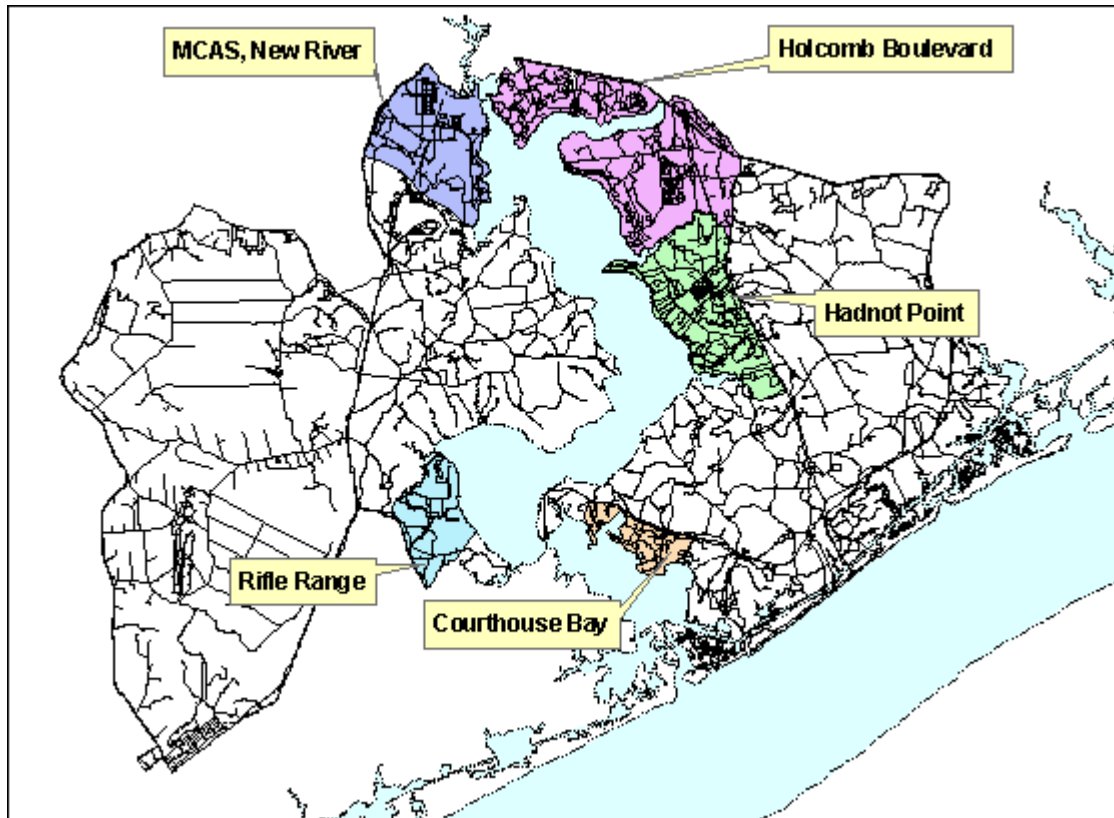 MCAS, New River
Holcomb Boulevard
Hadnot Point
Rifle Range
Courthouse Bay